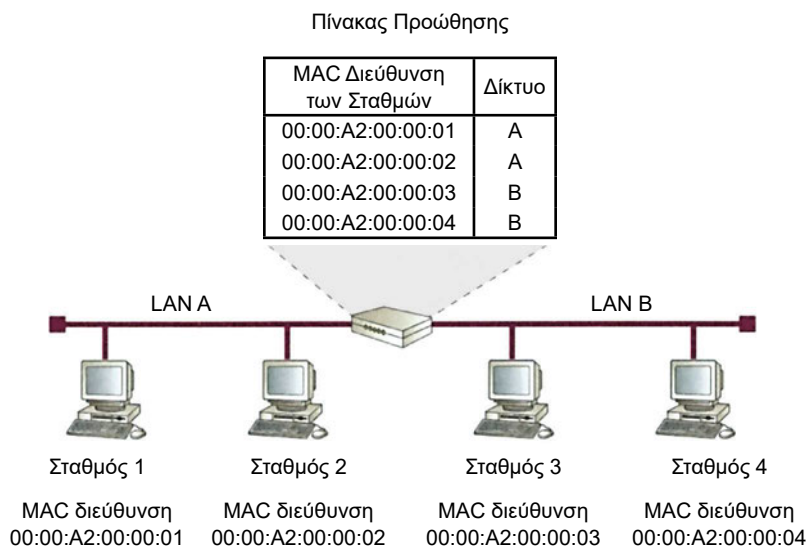 Πίνακας Προώθησης
MAC Διεύθυνση
των Σταθμών
Δίκτυο
00:00:A2:00:00:01 A
00:00:A2:00:00:02 A
00:00:A2:00:00:03 B
00:00:A2:00:00:04 B
LAN A LAN B
Σταθμός 1 Σταθμός 2 Σταθμός 3 Σταθμός 4
MAC διεύθυνση MAC διεύθυνση MAC διεύθυνση MAC διεύθυνση
00:00:A2:00:00:01 00:00:A2:00:00:02 00:00:A2:00:00:03 00:00:A2:00:00:04